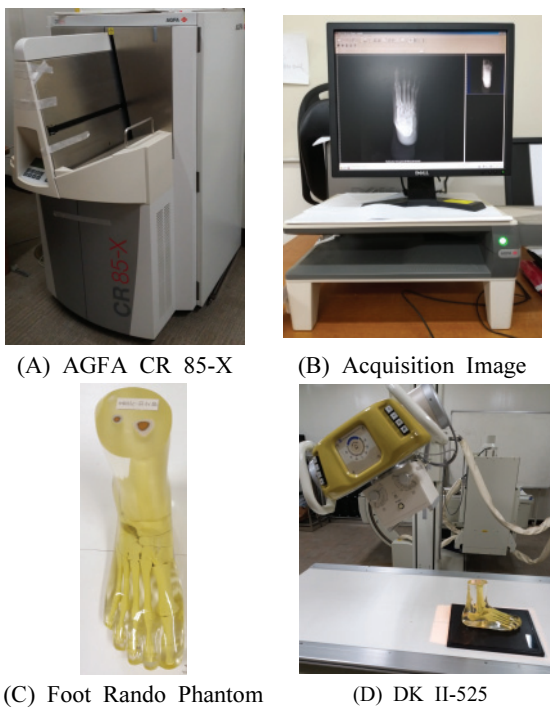 AGFA
CR 85-X
DELL
(A) AGFA CR 85-X
(B) Acquisition Image
(C) Foot Rando Phantom
(D) DK II-525